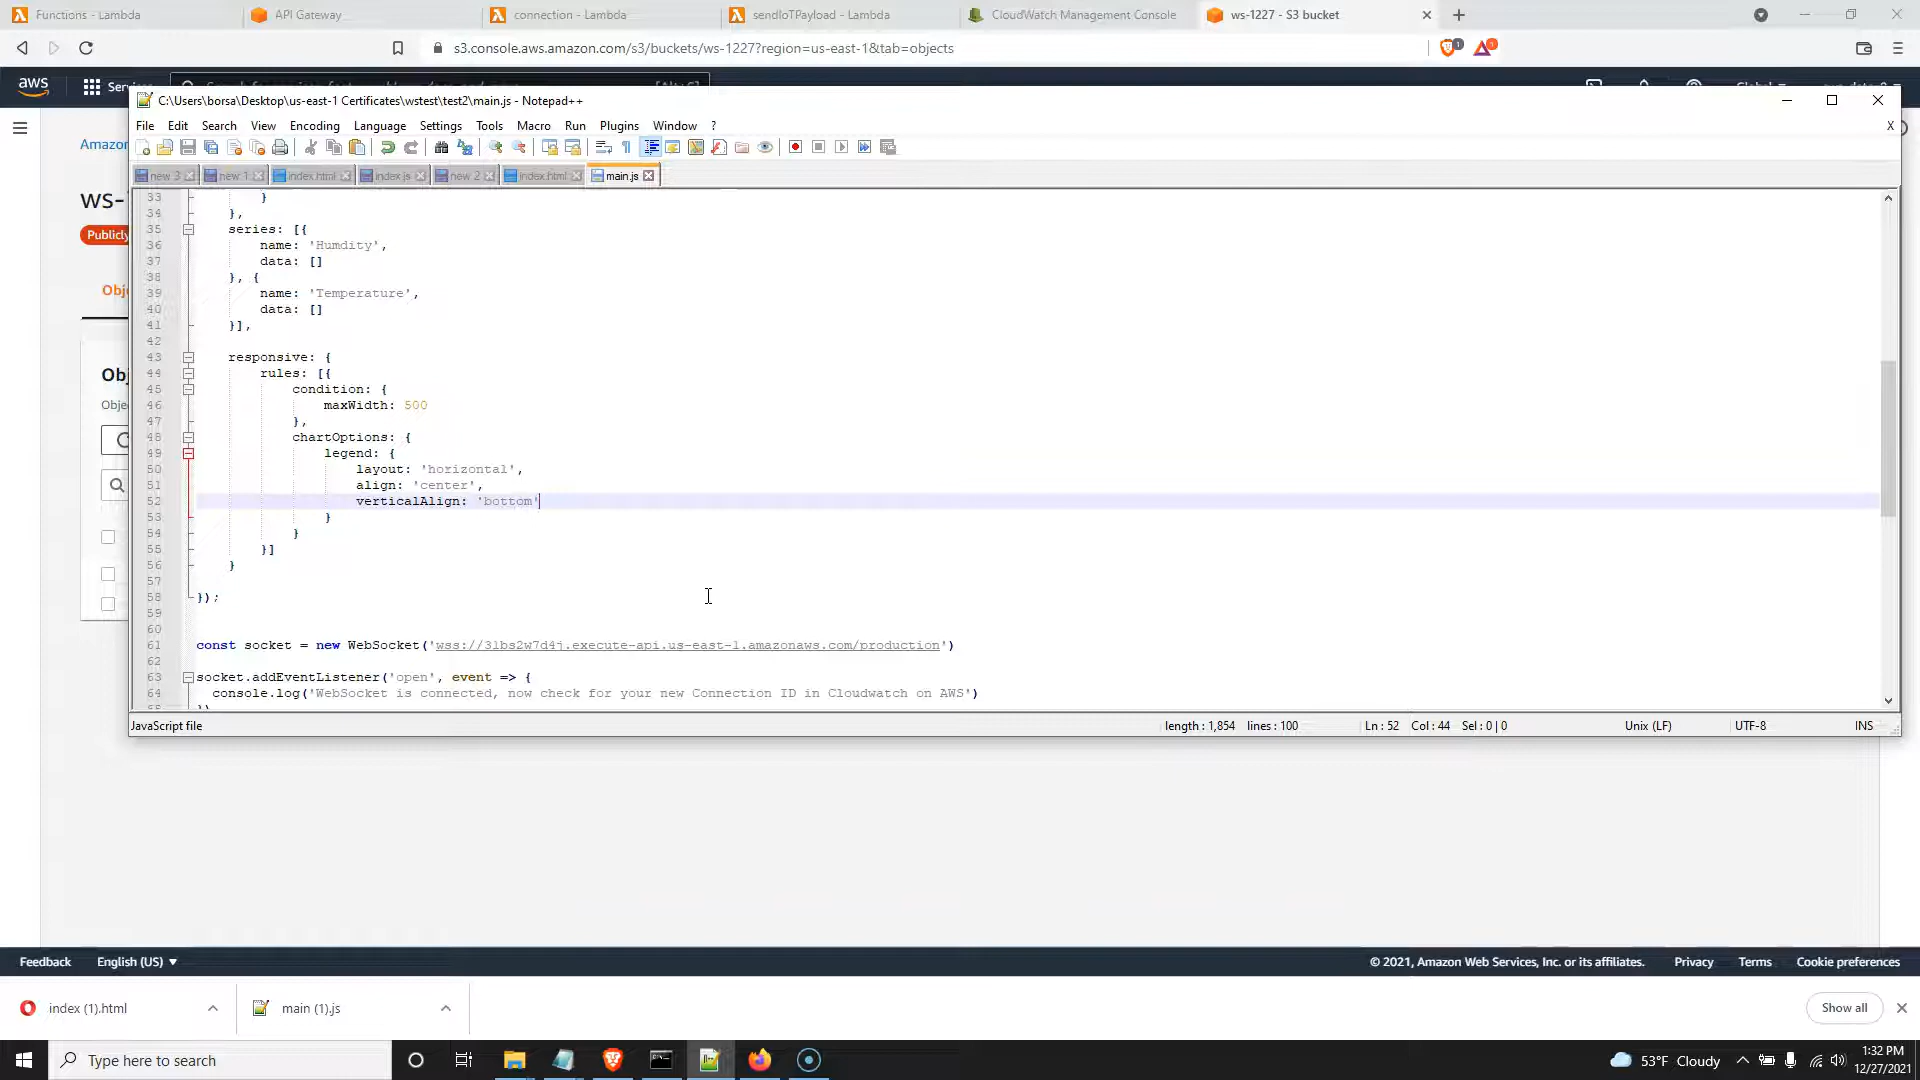 Functions - Lambda
API Gateway
connection - Lambda
sendIoTPayload - Lambda
CloudWatch Management Console
ws-1227 - S3 bucket
s3.console.aws.amazon.com/s3/buckets/ws-1227?region=us-east-1&tab=objects
aws
C:\Users\borsa\Desktop\us-east-1 Certificates\wstest\test2\main.js - Notepad++
File Edit Search View Encoding Language Settings Tools Macro Run Plugins Window ?
X
Amazon
new 3
new 1
index.html
index.js
new 2
index.html
main.js
ws-
33 }
34 },
35 series: [{
36 name: 'Humdity',
37 data: []
38 }, {
39 name: 'Temperature',
40 data: []
41 }],
42
43 responsive: {
44 rules: [{
45 condition: {
46 maxWidth: 500
47 },
48 chartOptions: {
49 legend: {
50 layout: 'horizontal',
51 align: 'center',
52 verticalAlign: 'bottom'
53 }
54 }
55 }]
56 }
57
58 });
59
60
61 const socket = new WebSocket('wss://31bs2w7d4j.execute-api.us-east-1.amazonaws.com/production')
62
63 socket.addEventListener('open', event => {
64 console.log('WebSocket is connected, now check for your new Connection ID in Cloudwatch on AWS')
JavaScript file
length : 1,854 lines : 100
Ln : 52 Col : 44 Sel : 0 | 0
Unix (LF)
UTF-8
INS
Feedback
English (US)
© 2021, Amazon Web Services, Inc. or its affiliates.
Privacy
Terms
Cookie preferences
index (1).html
main (1).js
Show all
Type here to search
53°F Cloudy
1:32 PM
12/27/2021